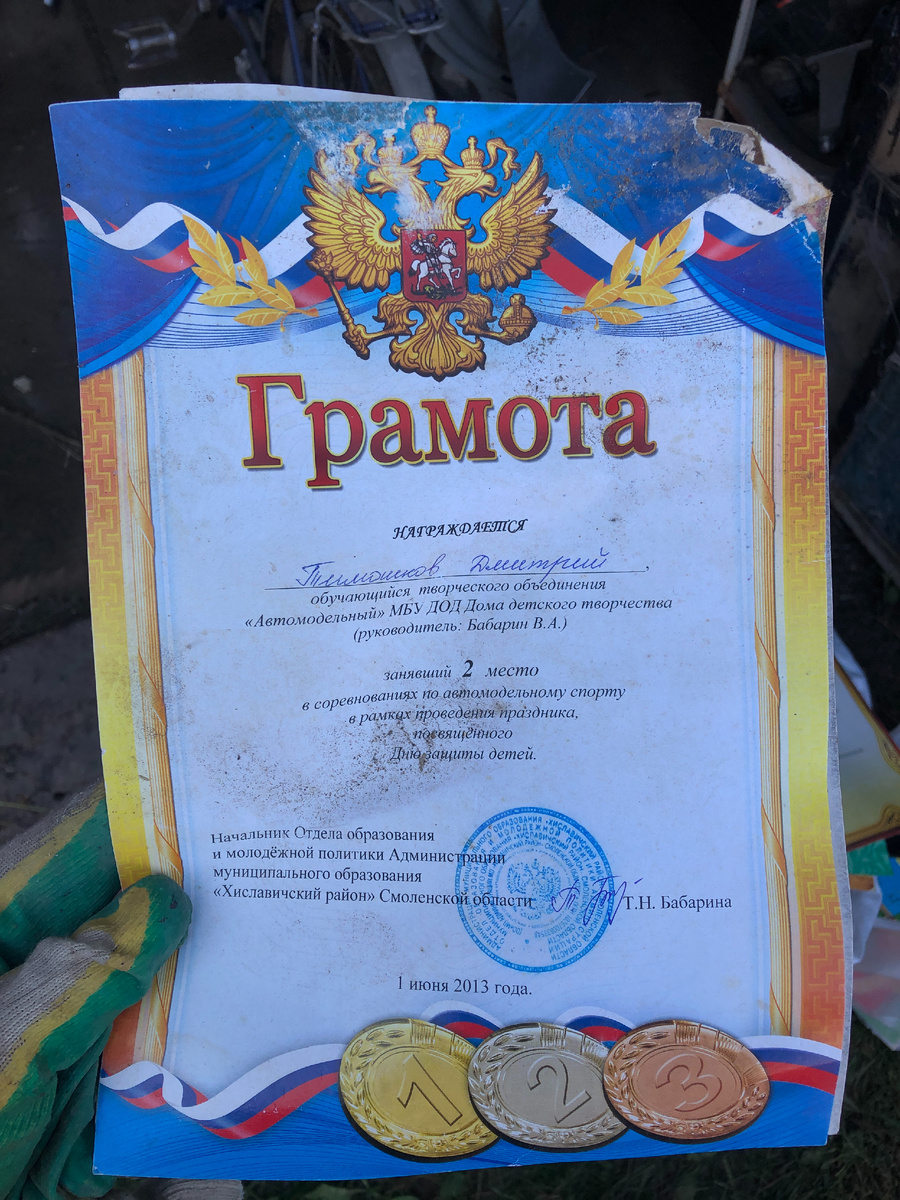 Грамота
НАГРАЖДАЕТСЯ
Тимошков Дмитрий,
обучающийся творческого объединения
«Автомодельный» МБУ ДОД Дома детского творчества
(руководитель: Бабарин В.А.)
занявший 2 место
в соревнованиях по автомодельному спорту
в рамках проведения праздника,
посвящённого
Дню защиты детей.
Начальник Отдела образования
и молодёжной политики Администрации
муниципального образования
«Хиславичский район» Смоленской области Т.Н. Бабарина
1 июня 2013 года.
1 2 3